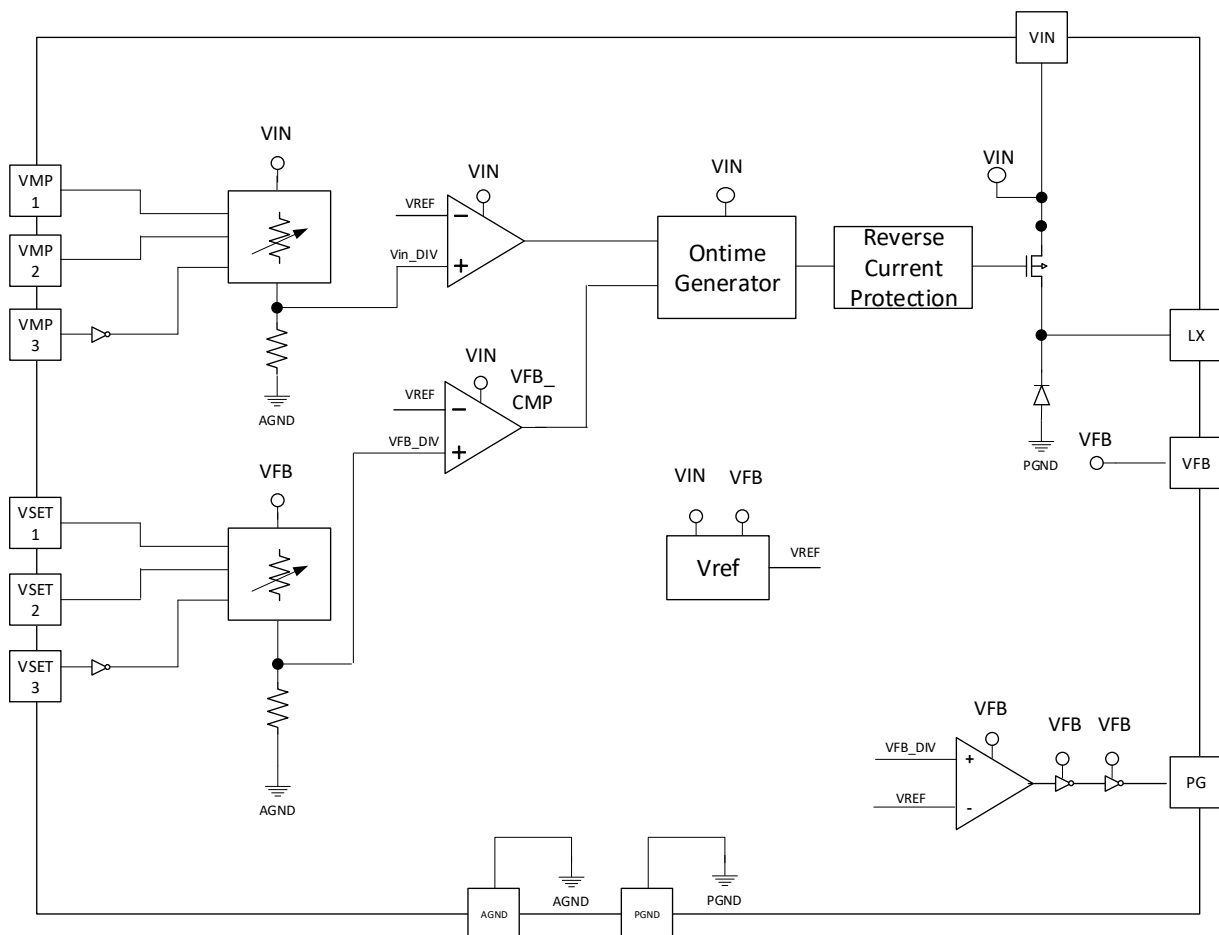 VIN
VIN
VMP
1
VMP
2
VMP
3
AGND
VIN
VREF
Vin_DIV
VIN
Ontime
Generator
Reverse
Current
Protection
VIN
LX
PGND
VIN
VREF
VFB_DIV
VFB_
CMP
VFB
VFB
VSET
1
VSET
2
VSET
3
VFB
AGND
VIN
VFB
Vref
VREF
VFB_DIV
VREF
VFB
VFB
VFB
+
-
PG
AGND
AGND
PGND
PGND